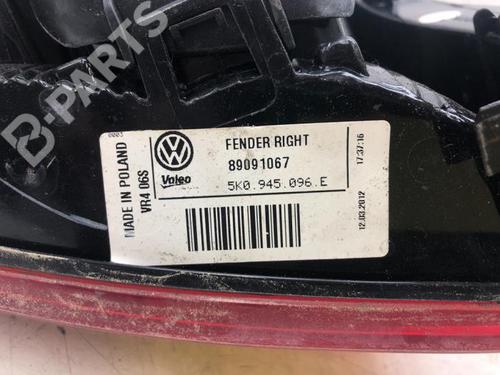 B-PARTS
0003
MADE IN POLAND
VR4 06S
VW
Valeo
FENDER RIGHT
89091067
5K0.945.096.E
17:37:16
12.03.2012